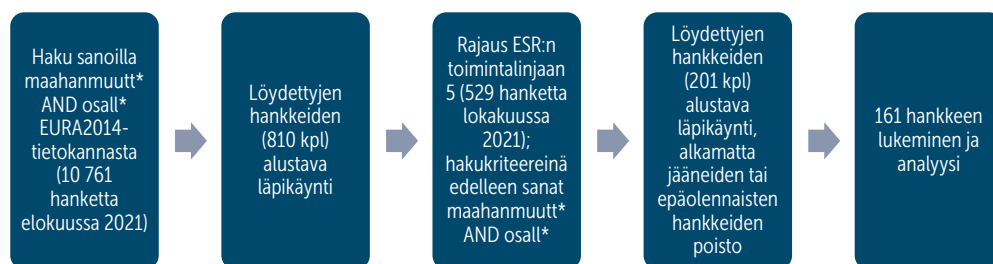 Haku sanoilla
maahanmuutt*
AND osall*
EURA2014-
tietokannasta
(10 761
hanketta
elokuussa 2021)
Löydettyjen
hankkeiden
(810 kpl)
alustava
läpikäynti
Rajaus ESR:n
toimintalinjaan
5 (529 hanketta
lokakuussa
2021);
hakukriteereinä
edelleen sanat
maahanmuutt*
AND osall*
Löydettyjen
hankkeiden
(201 kpl)
alustava
läpikäynti,
alkamatta
jääneiden tai
epäolennaisten
hankkeiden
poisto
161 hankkeen
lukeminen ja
analyysi